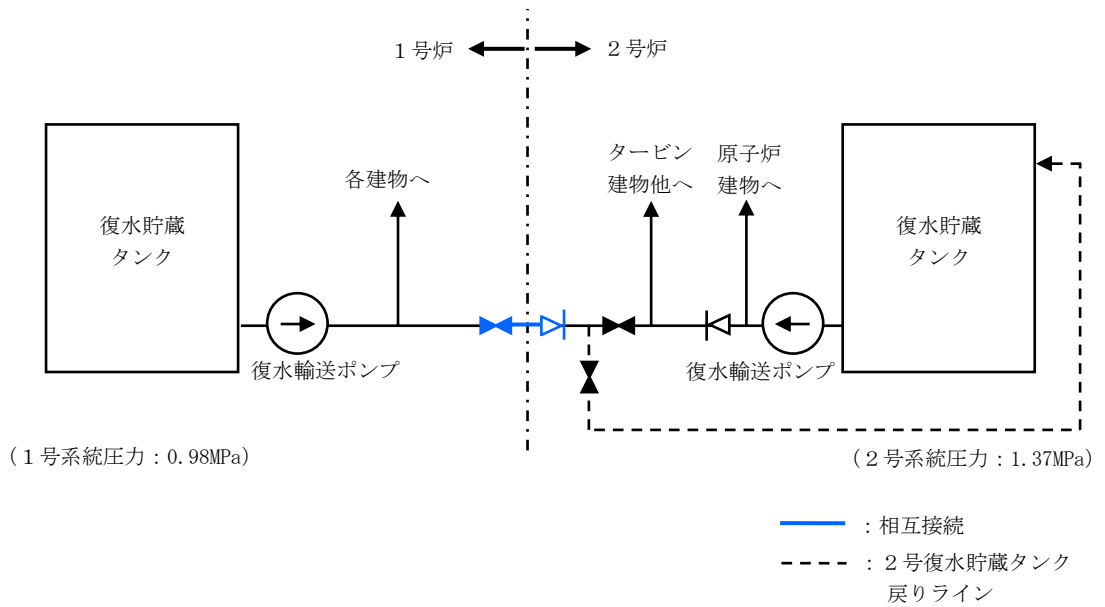 １号炉
２号炉
各建物へ
タービン
建物他へ
原子炉
建物へ
復水貯蔵
タンク
復水貯蔵
タンク
復水輸送ポンプ
復水輸送ポンプ
(１号系統圧力：0.98MPa)
(２号系統圧力：1.37MPa)
：相互接続
：２号復水貯蔵タンク
戻りライン